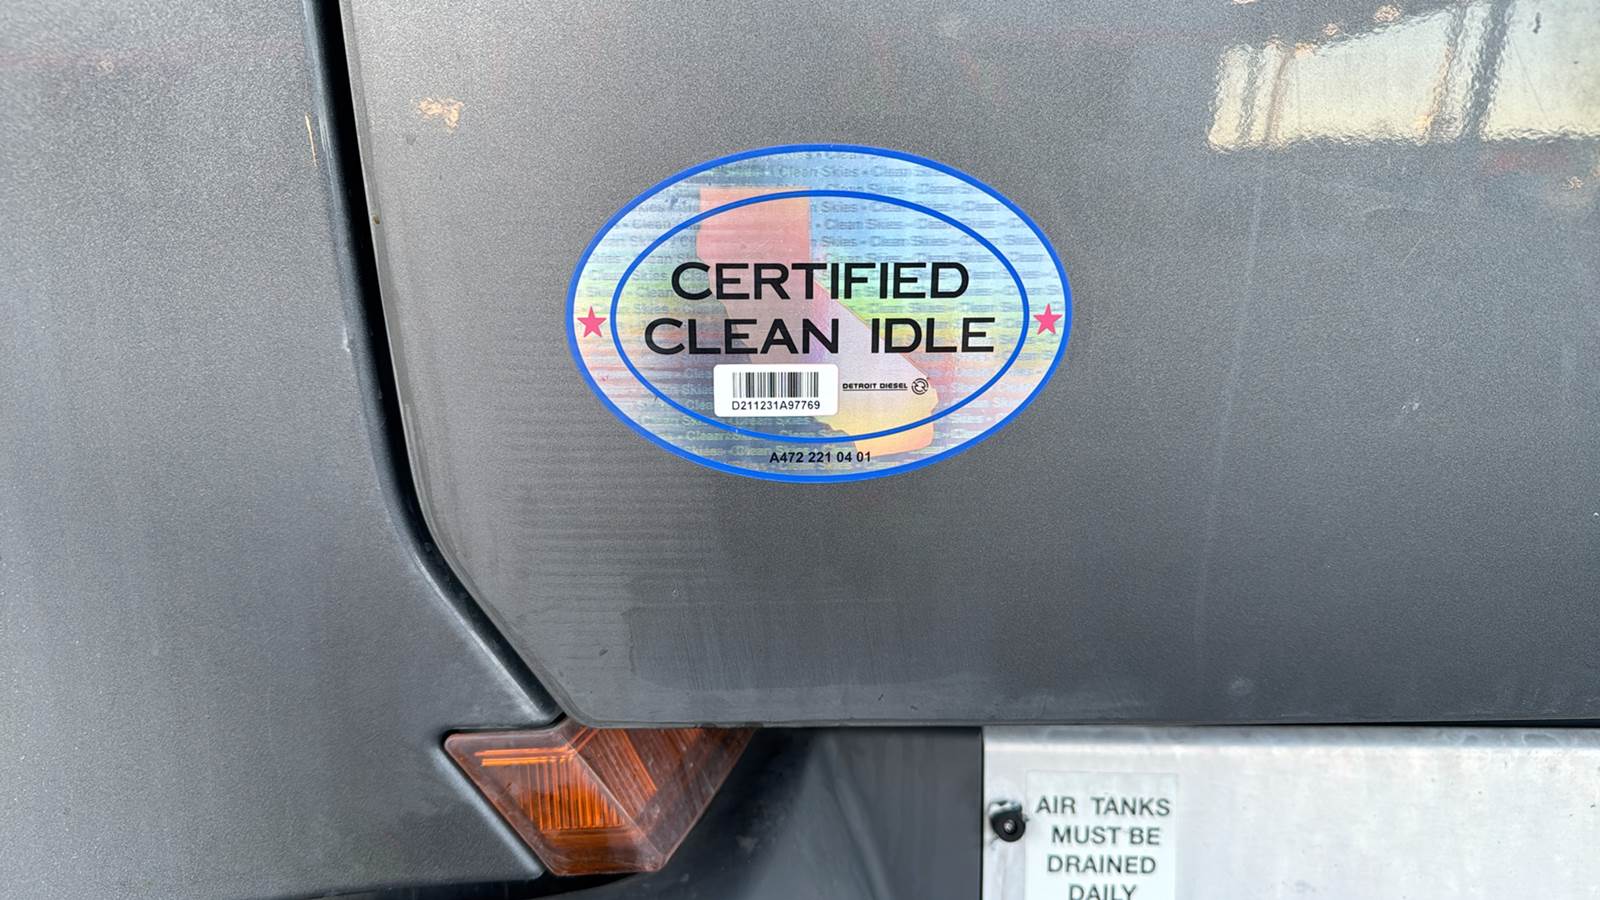 CERTIFIED
CLEAN IDLE
D211231A97769
DETROIT DIESEL
A472 221 04 01
AIR TANKS
MUST BE
DRAINED
DAILY